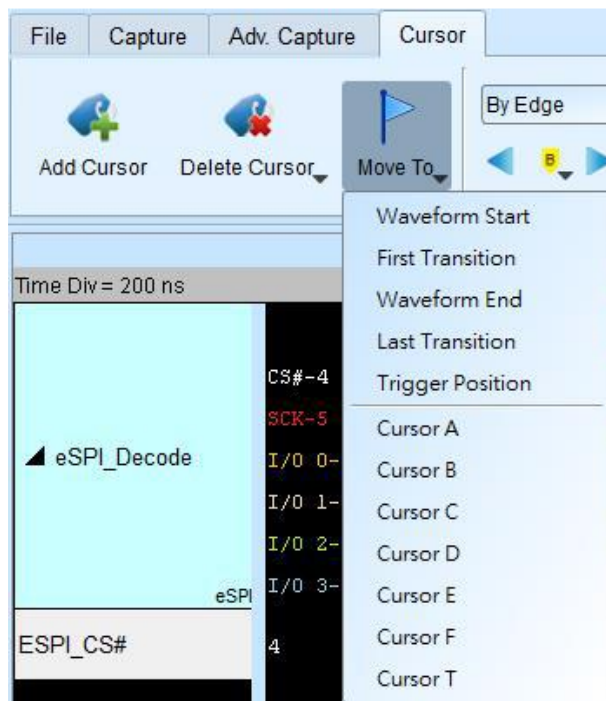 File Capture Adv. Capture Cursor
Add Cursor Delete Cursor Move To By Edge
B
Waveform Start
First Transition
Waveform End
Last Transition
Trigger Position
Cursor A
Cursor B
Cursor C
Cursor D
Cursor E
Cursor F
Cursor T
Time Div = 200 ns
eSPI_Decode
eSPI
CS#-4
SCK-5
I/O 0-
I/O 1-
I/O 2-
I/O 3-
ESPI_CS# 4